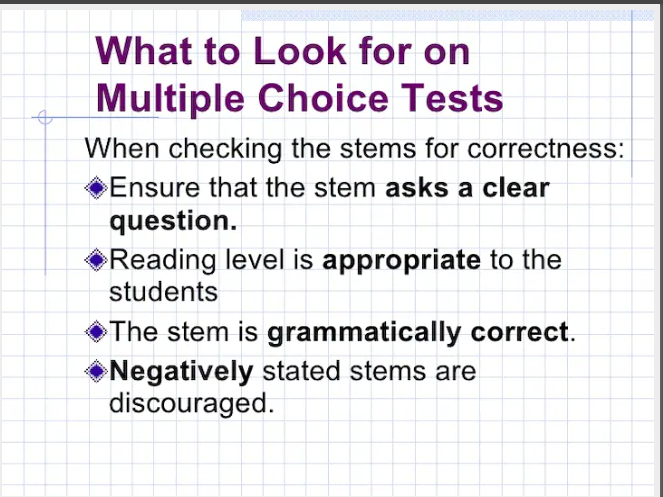 What to Look for on
Multiple Choice Tests
When checking the stems for correctness:
Ensure that the stem asks a clear
question.
Reading level is appropriate to the
students
The stem is grammatically correct.
Negatively stated stems are
discouraged.